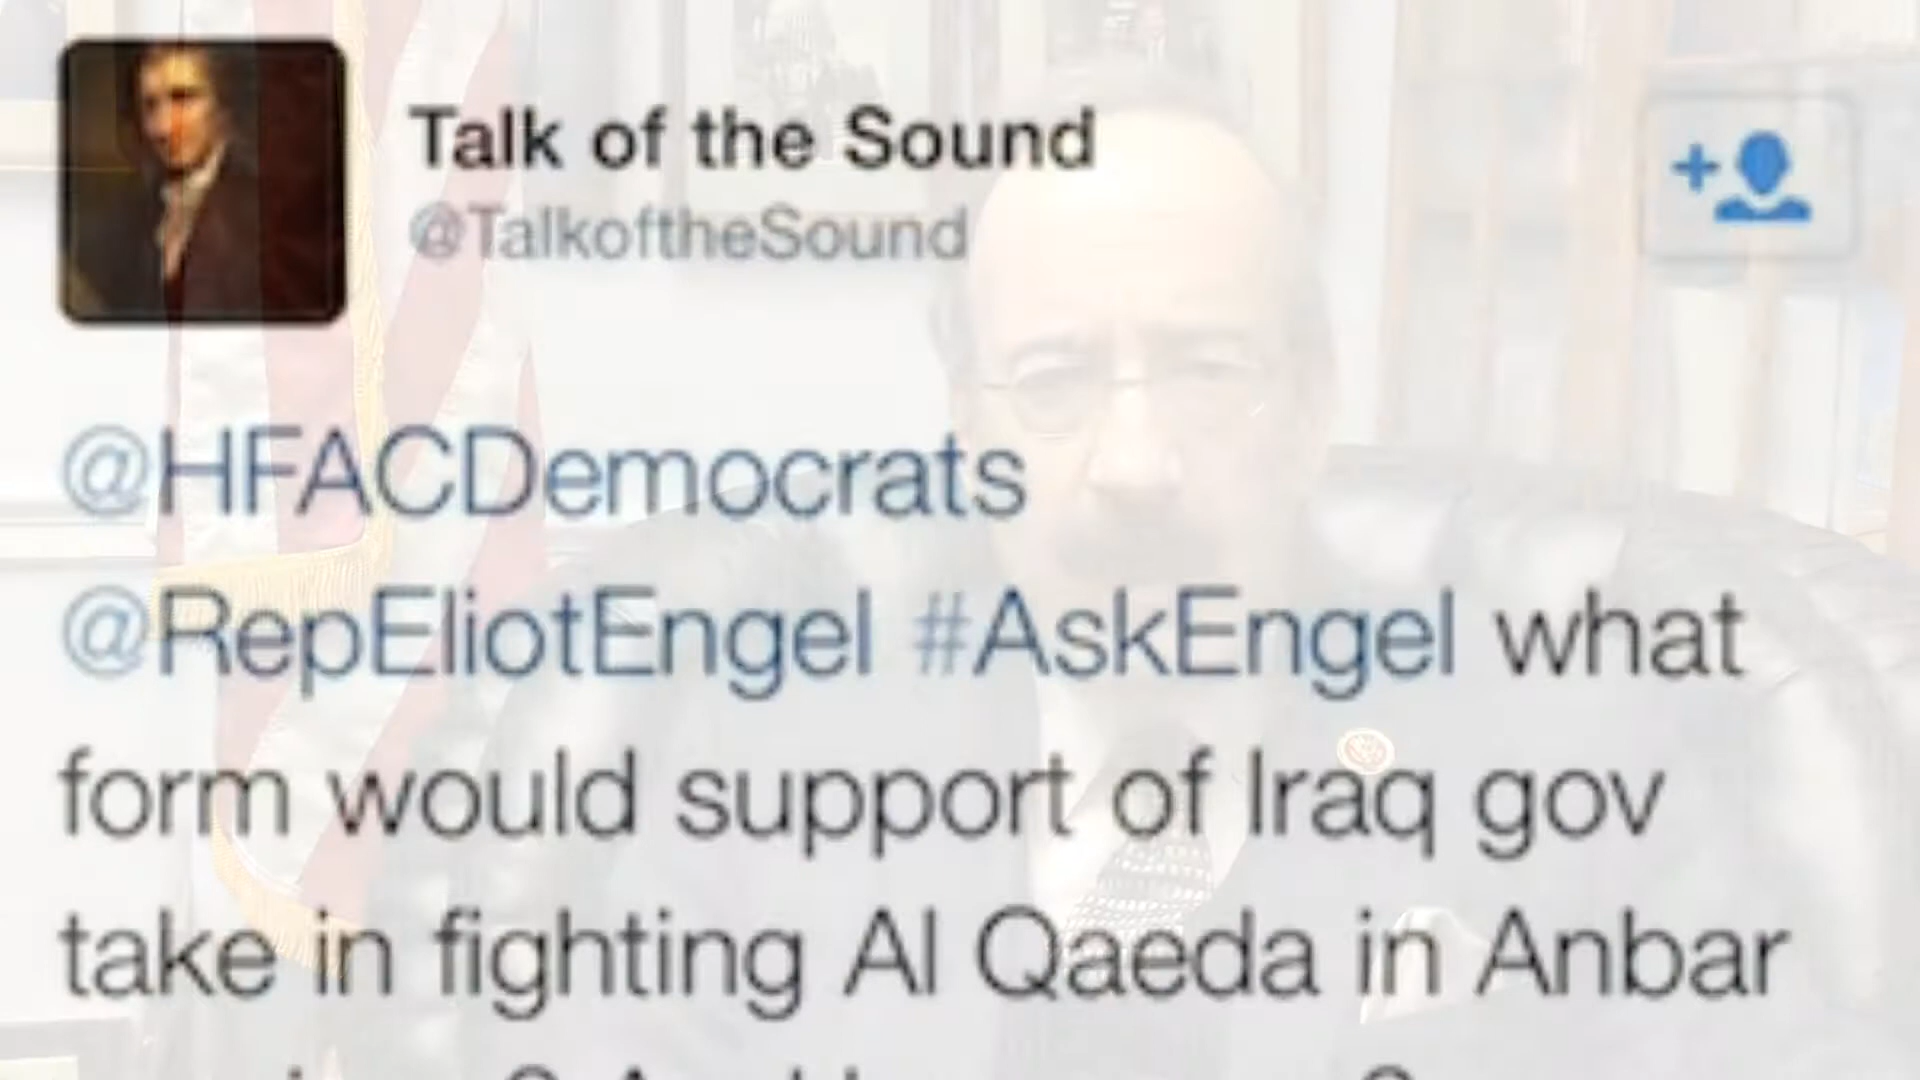 Talk of the Sound
@TalkoftheSound
@HFACDemocrats
@RepEliotEngel #AskEngel what
form would support of Iraq gov
take in fighting Al Qaeda in Anbar